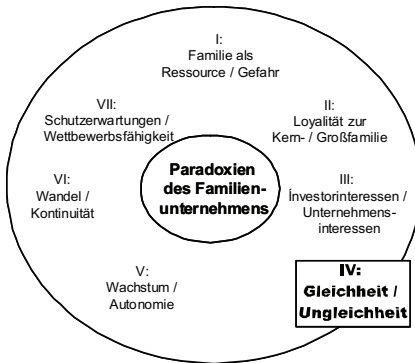 I:
Familie als
Ressource / Gefahr
II:
Loyalität zur
Kern- / Großfamilie
III:
Investorinteressen /
Unternehmens-
interessen
IV:
Gleichheit /
Ungleichheit
V:
Wachstum /
Autonomie
VI:
Wandel /
Kontinuität
VII:
Schutzerwartungen /
Wettbewerbsfähigkeit
Paradoxien
des Familien-
unternehmens